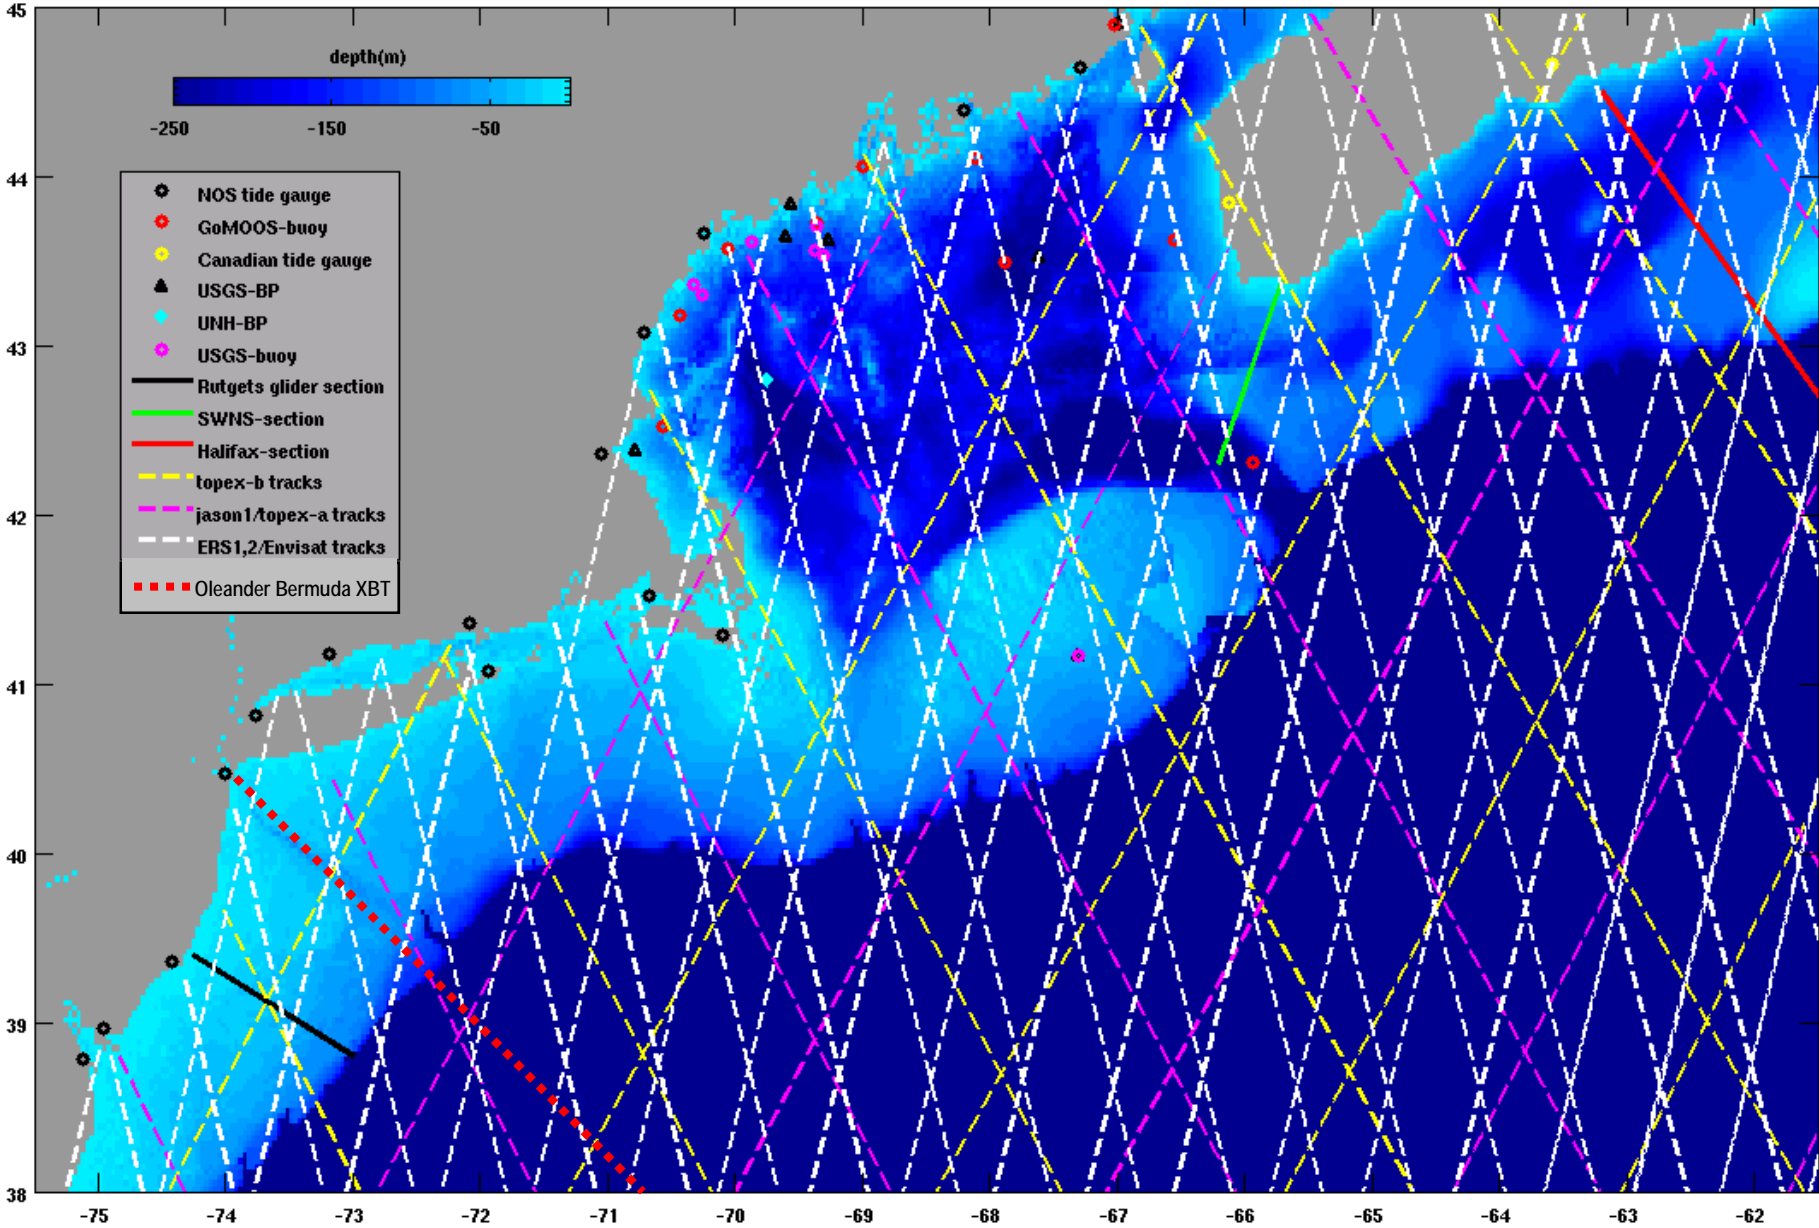 45
depth(m)
-250 -150 -50
44
NOS tide gauge
GoMOOS-buoy
Canadian tide gauge
USGS-BP
UNH-BP
USGS-buoy
Rutgets glider section
SWNS-section
Halifax-section
topex-b tracks
jason1/topex-a tracks
ERS1,2/Envisat tracks
Oleander Bermuda XBT
43
42
41
40
39
38
-75 -74 -73 -72 -71 -70 -69 -68 -67 -66 -65 -64 -63 -62